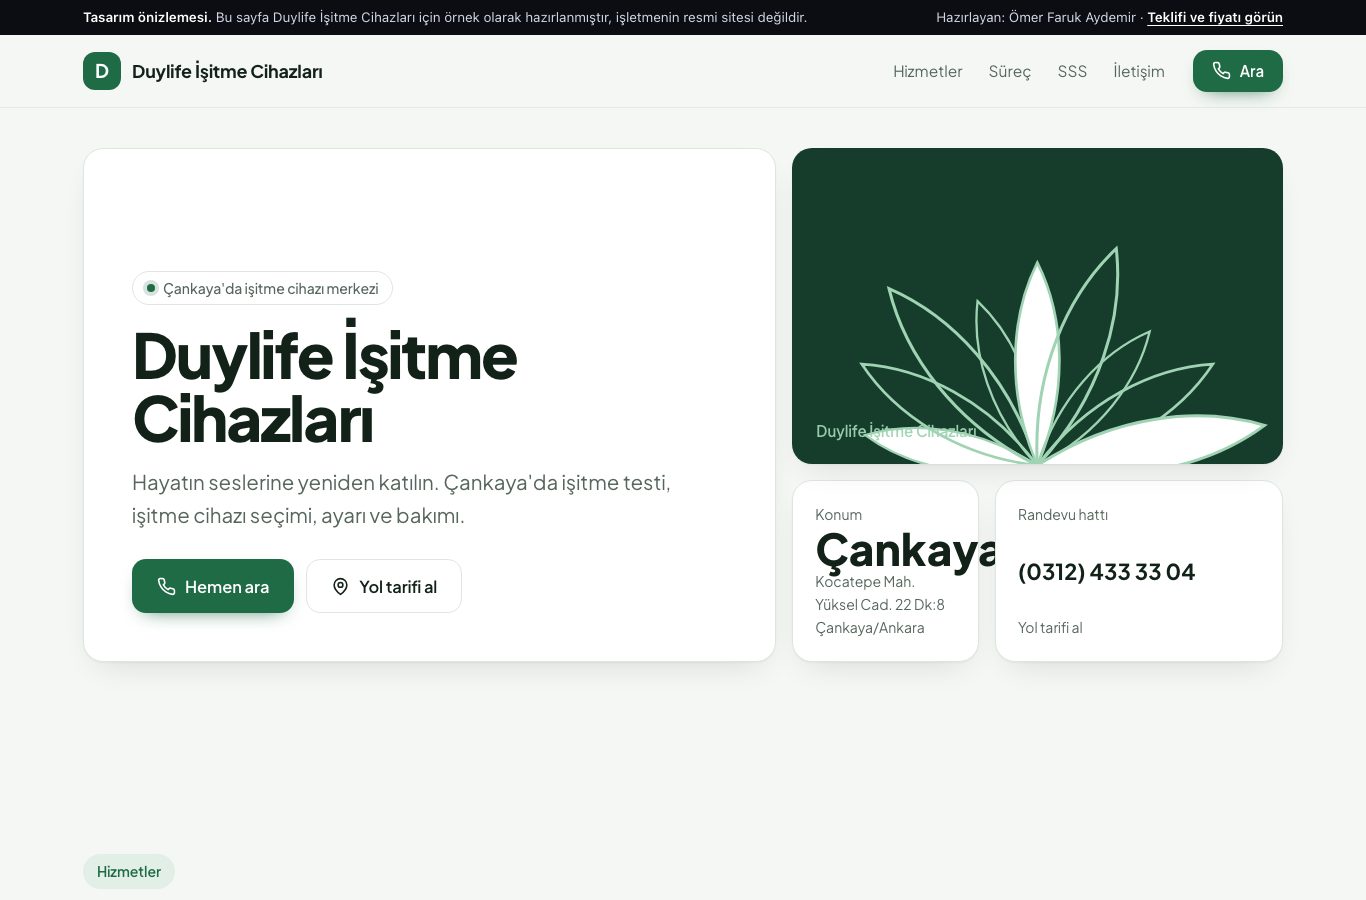 Tasarım önizlemesi. Bu sayfa Duylife İşitme Cihazları için örnek olarak hazırlanmıştır, işletmenin resmi sitesi değildir.
Hazırlayan: Ömer Faruk Aydemir · Teklifi ve fiyatı görün
D
Duylife İşitme Cihazları
Hizmetler
Süreç
SSS
İletişim
Ara
Çankaya'da işitme cihazı merkezi
Duylife İşitme
Cihazları
Hayatın seslerine yeniden katılın. Çankaya'da işitme testi,
işitme cihazı seçimi, ayarı ve bakımı.
Hemen ara
Yol tarifi al
Duylife İşitme Cihazları
Konum
Çankaya
Kocatepe Mah.
Yüksel Cad. 22 Dk:8
Çankaya/Ankara
Randevu hattı
(0312) 433 33 04
Yol tarifi al
Hizmetler